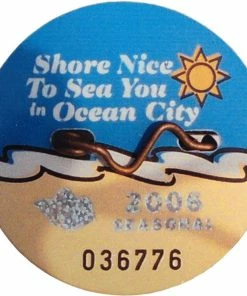 Shore Nice
To Sea You
in Ocean City
2006
SEASONAL
036776